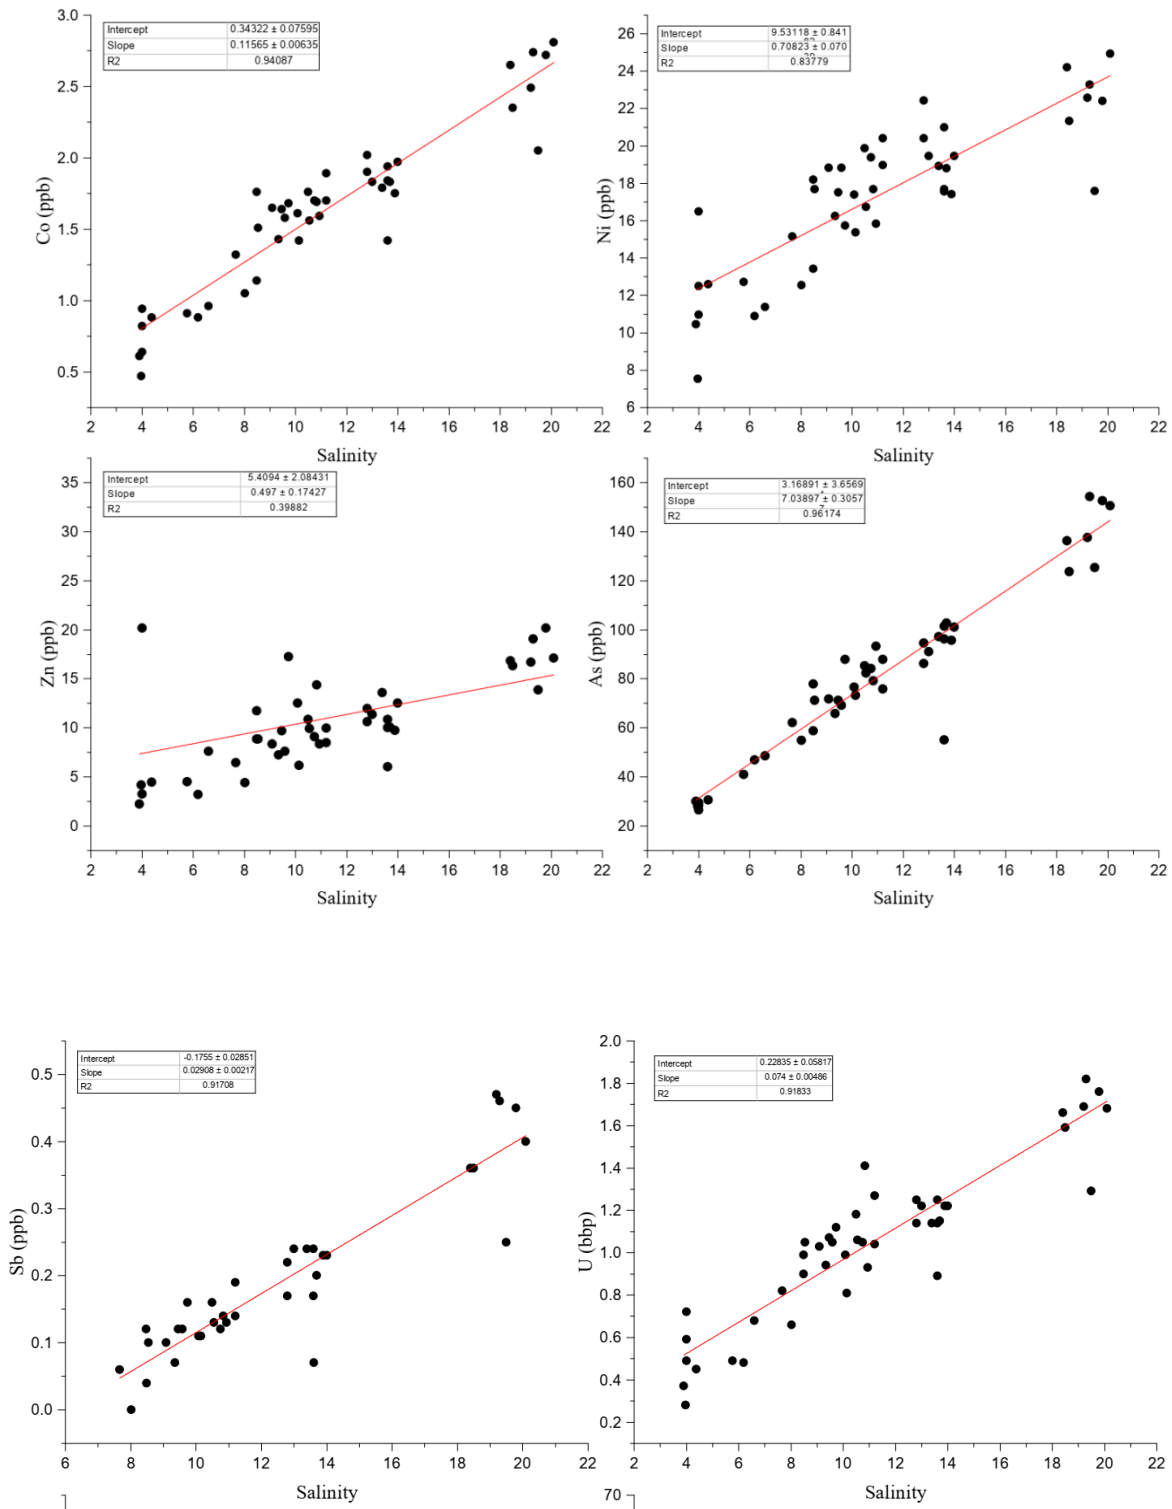 3.0
2.5
2.0
1.5
1.0
0.5
Co (ppb)
Intercept 0.34322 ± 0.07595
Slope 0.11565 ± 0.00635
R2 0.94087
2 4 6 8 10 12 14 16 18 20 22
Salinity
26
24
22
20
18
16
14
12
10
8
6
Ni (ppb)
Intercept 9.53118 ± 0.841
Slope 0.70823 ± 0.070
R2 0.83779
2 4 6 8 10 12 14 16 18 20 22
Salinity
35
30
25
20
15
10
5
0
Zn (ppb)
Intercept 5.4094 ± 2.08431
Slope 0.497 ± 0.17427
R2 0.39882
2 4 6 8 10 12 14 16 18 20 22
Salinity
160
140
120
100
80
60
40
20
As (ppb)
Intercept 3.16891 ± 3.6569
Slope 7.03897 ± 0.3057
R2 0.96174
2 4 6 8 10 12 14 16 18 20 22
Salinity
0.5
0.4
0.3
0.2
0.1
0.0
Sb (ppb)
Intercept -0.1755 ± 0.02851
Slope 0.02908 ± 0.00217
R2 0.91708
6 8 10 12 14 16 18 20 22
Salinity
2.0
1.8
1.6
1.4
1.2
1.0
0.8
0.6
0.4
0.2
U (bbp)
Intercept 0.22835 ± 0.05817
Slope 0.074 ± 0.00486
R2 0.91833
2 4 6 8 10 12 14 16 18 20 22
Salinity
70